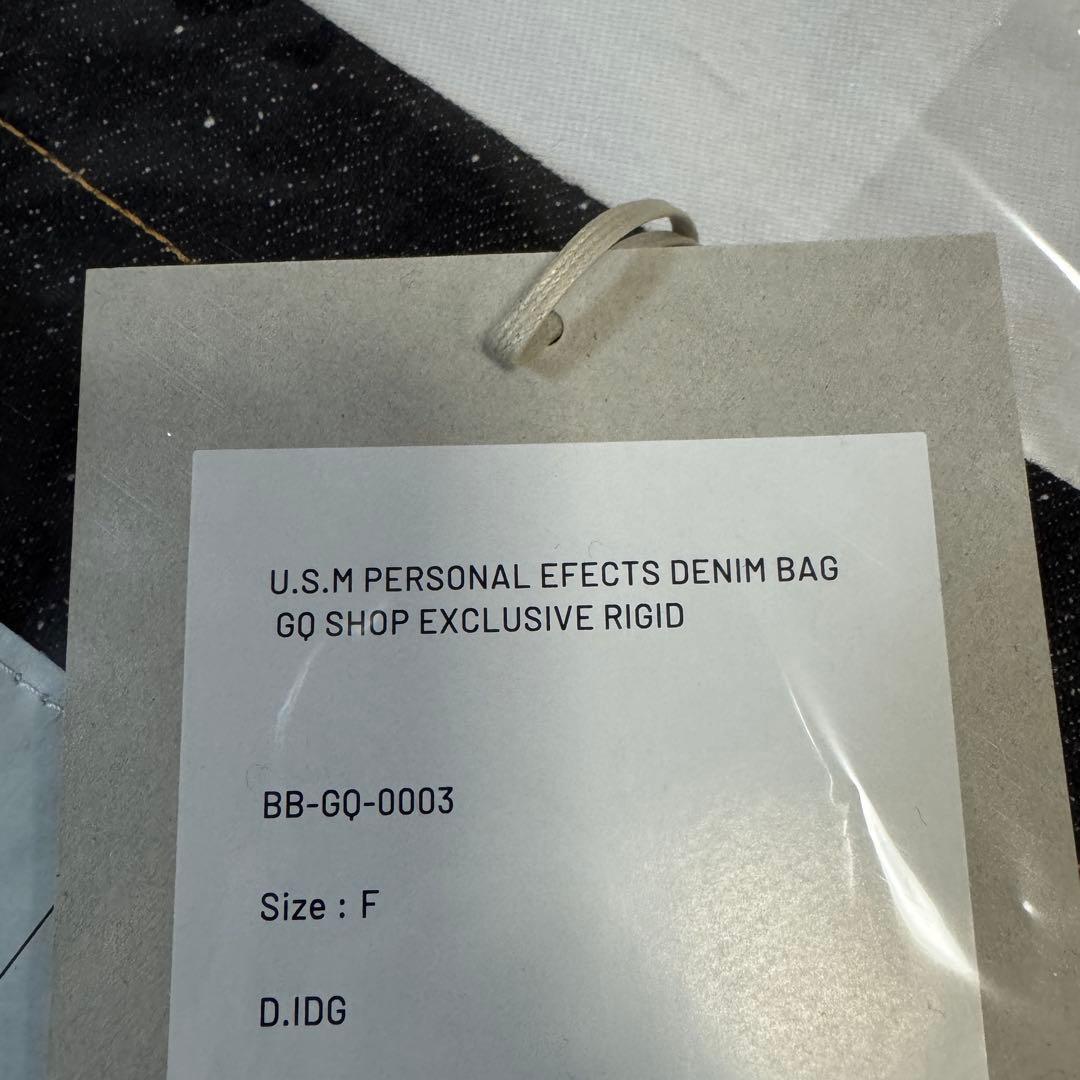 U.S.M PERSONAL EFECTS DENIM BAG
GQ SHOP EXCLUSIVE RIGID
BB-GQ-0003
Size : F
D.IDG